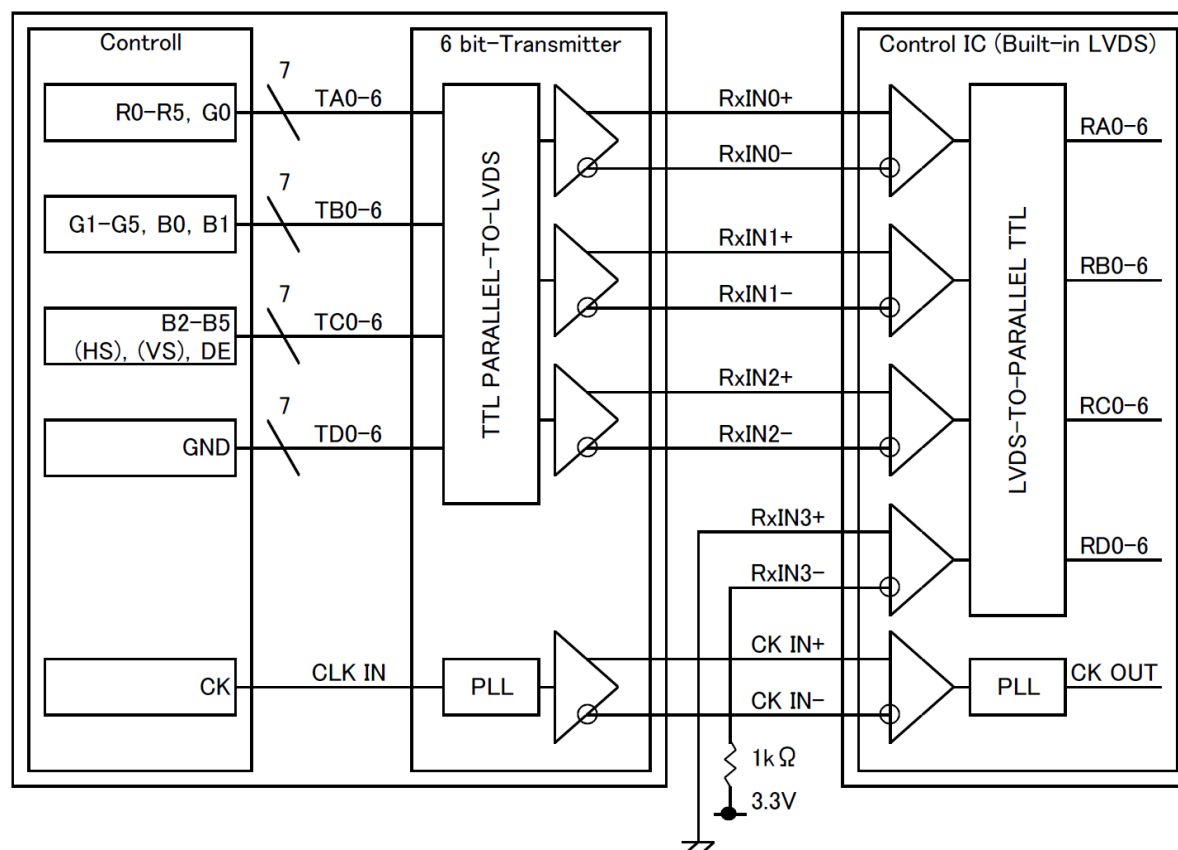 Controll
6 bit-Transmitter
Control IC (Built-in LVDS)
R0-R5, G0
7
TA0-6
G1-G5, B0, B1
7
TB0-6
B2-B5
(HS), (VS), DE
7
TC0-6
GND
7
TD0-6
CK
CLK IN
TTL PARALLEL-TO-LVDS
PLL
RxIN0+
RxIN0-
RxIN1+
RxIN1-
RxIN2+
RxIN2-
RxIN3+
RxIN3-
CK IN+
CK IN-
1kΩ
3.3V
LVDS-TO-PARALLEL TTL
PLL
RA0-6
RB0-6
RC0-6
RD0-6
CK OUT